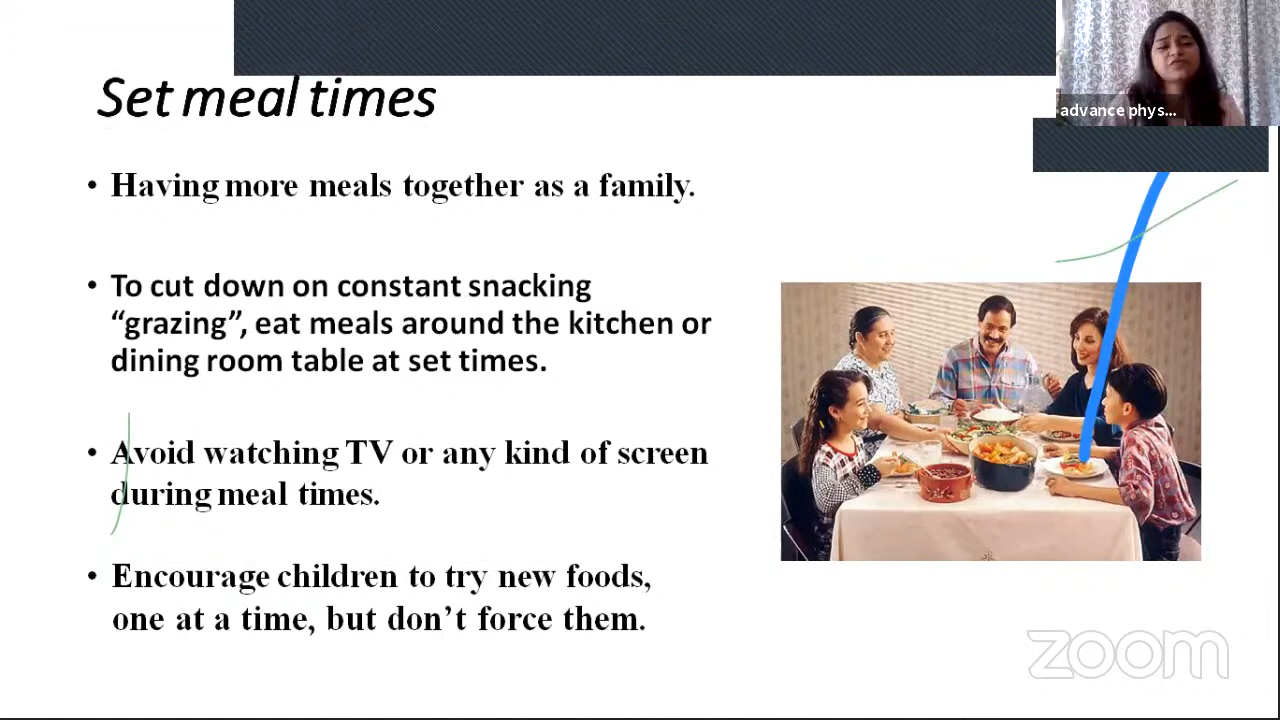 Set meal times
advance phys...
• Having more meals together as a family.
• To cut down on constant snacking
“grazing”, eat meals around the kitchen or
dining room table at set times.
• Avoid watching TV or any kind of screen
during meal times.
• Encourage children to try new foods,
one at a time, but don’t force them.
zoom